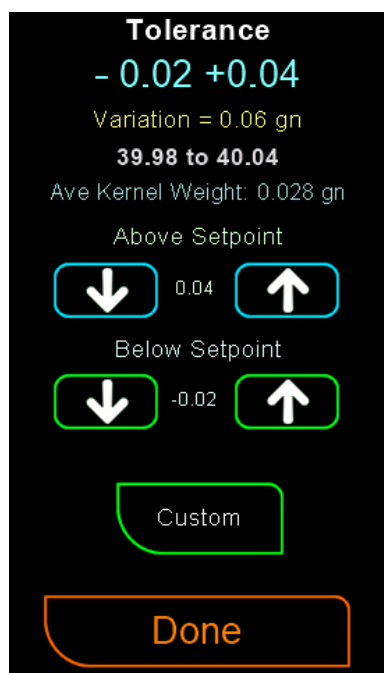 Tolerance
- 0.02 +0.04
Variation = 0.06 gn
39.98 to 40.04
Ave Kernel Weight: 0.028 gn
Above Setpoint
0.04
Below Setpoint
-0.02
Custom
Done